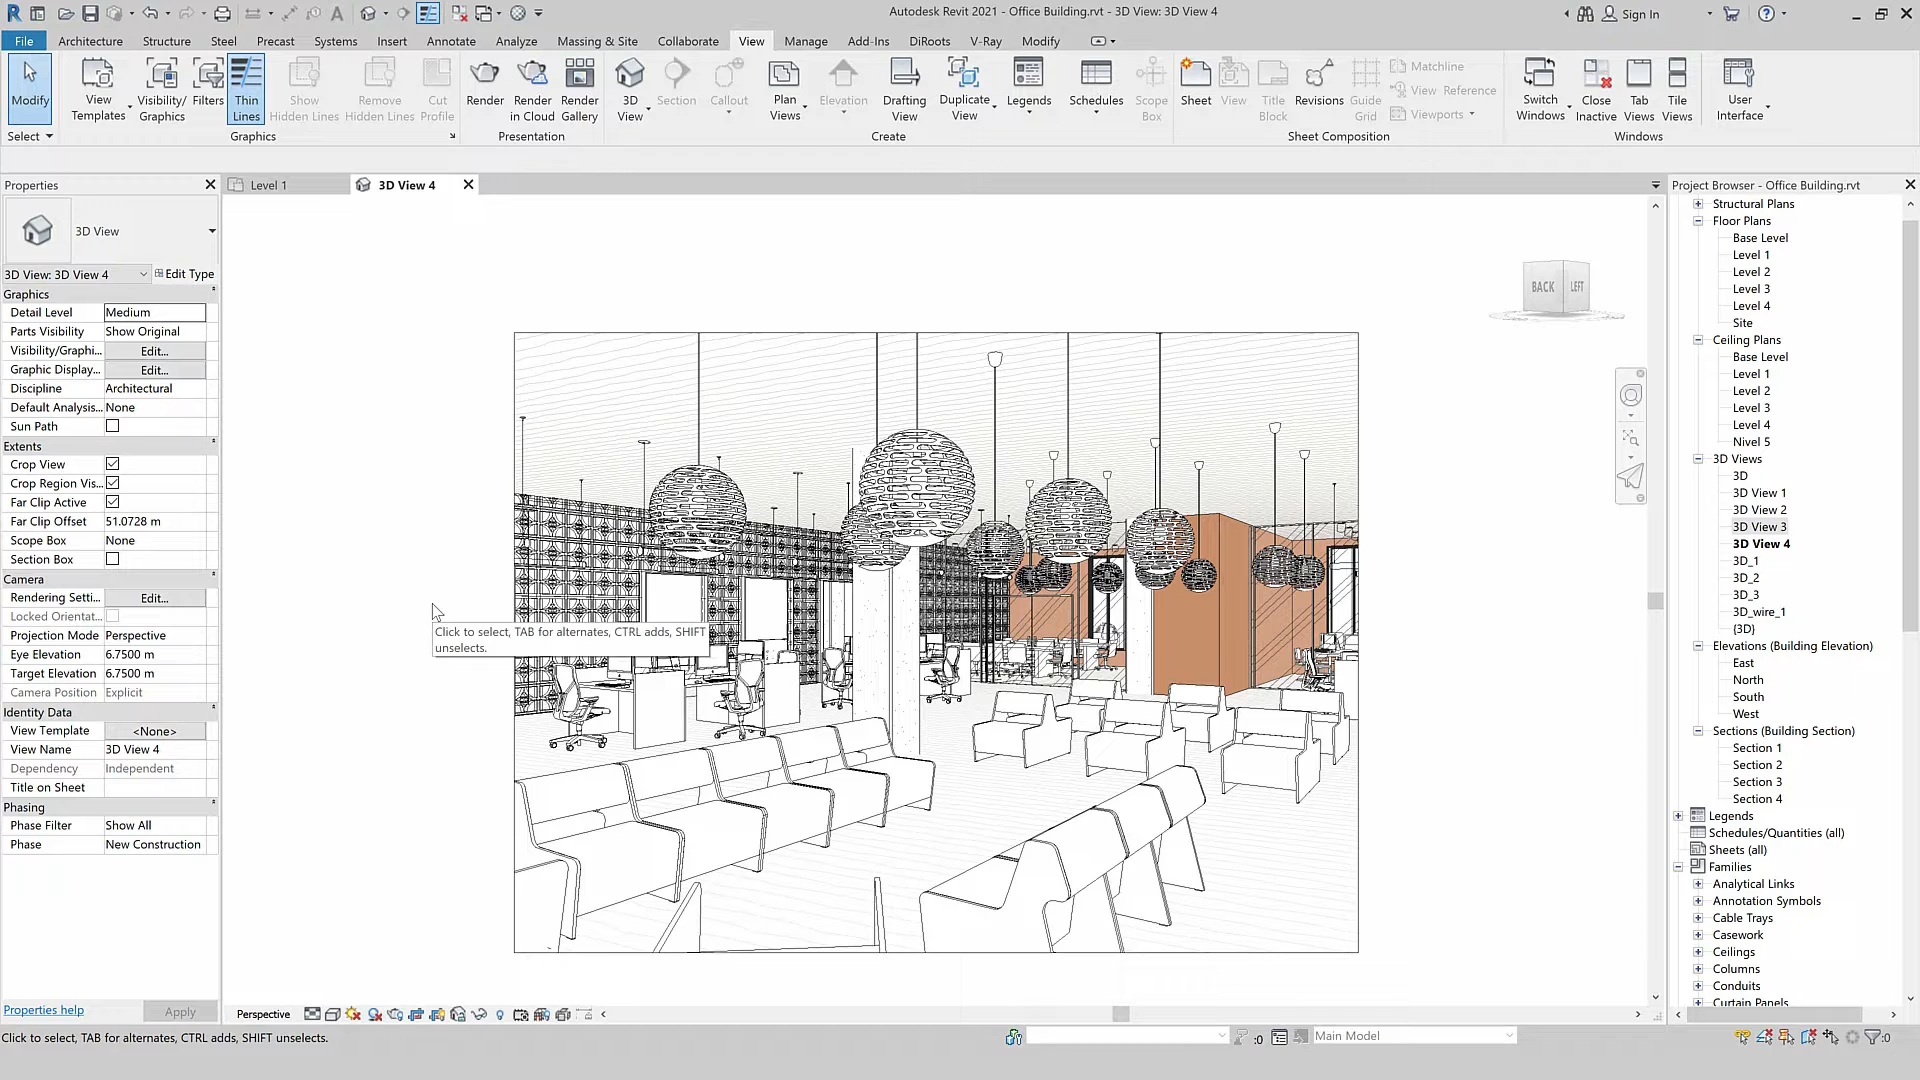 Autodesk Revit 2021 - Office Building.rvt - 3D View: 3D View 4
Sign In
File Architecture Structure Steel Precast Systems Insert Annotate Analyze Massing & Site Collaborate View Manage Add-Ins DiRoots V-Ray Modify
Modify
View Templates
Visibility/ Graphics
Filters
Thin Lines
Show Hidden Lines
Remove Hidden Lines
Cut Profile
Render
Render in Cloud
Render Gallery
3D View
Section
Callout
Plan Views
Elevation
Drafting View
Duplicate View
Legends
Schedules
Scope Box
Sheet
View
Title Block
Revisions
Guide Grid
Matchline
View Reference
Viewports
Switch Windows
Close Inactive
Tab Views
Tile Views
User Interface
Select
Graphics
Presentation
Create
Sheet Composition
Windows
Properties
3D View
3D View: 3D View 4
Edit Type
Graphics
Detail Level Medium
Parts Visibility Show Original
Visibility/Graphi... Edit...
Graphic Display... Edit...
Discipline Architectural
Default Analysis... None
Sun Path
Extents
Crop View
Crop Region Vis...
Far Clip Active
Far Clip Offset 51.0728 m
Scope Box None
Section Box
Camera
Rendering Setti... Edit...
Locked Orientat...
Projection Mode Perspective
Eye Elevation 6.7500 m
Target Elevation 6.7500 m
Camera Position Explicit
Identity Data
View Template <None>
View Name 3D View 4
Dependency Independent
Title on Sheet
Phasing
Phase Filter Show All
Phase New Construction
Properties help
Apply
Level 1
3D View 4
BACK
LEFT
Click to select, TAB for alternates, CTRL adds, SHIFT
unselects.
Perspective
Project Browser - Office Building.rvt
Structural Plans
Floor Plans
Base Level
Level 1
Level 2
Level 3
Level 4
Site
Ceiling Plans
Base Level
Level 1
Level 2
Level 3
Level 4
Nivel 5
3D Views
3D
3D View 1
3D View 2
3D View 3
3D View 4
3D_1
3D_2
3D_3
3D_wire_1
{3D}
Elevations (Building Elevation)
East
North
South
West
Sections (Building Section)
Section 1
Section 2
Section 3
Section 4
Legends
Schedules/Quantities (all)
Sheets (all)
Families
Analytical Links
Annotation Symbols
Cable Trays
Casework
Ceilings
Columns
Conduits
Curtain Panels
Click to select, TAB for alternates, CTRL adds, SHIFT unselects.
:0
Main Model
:0